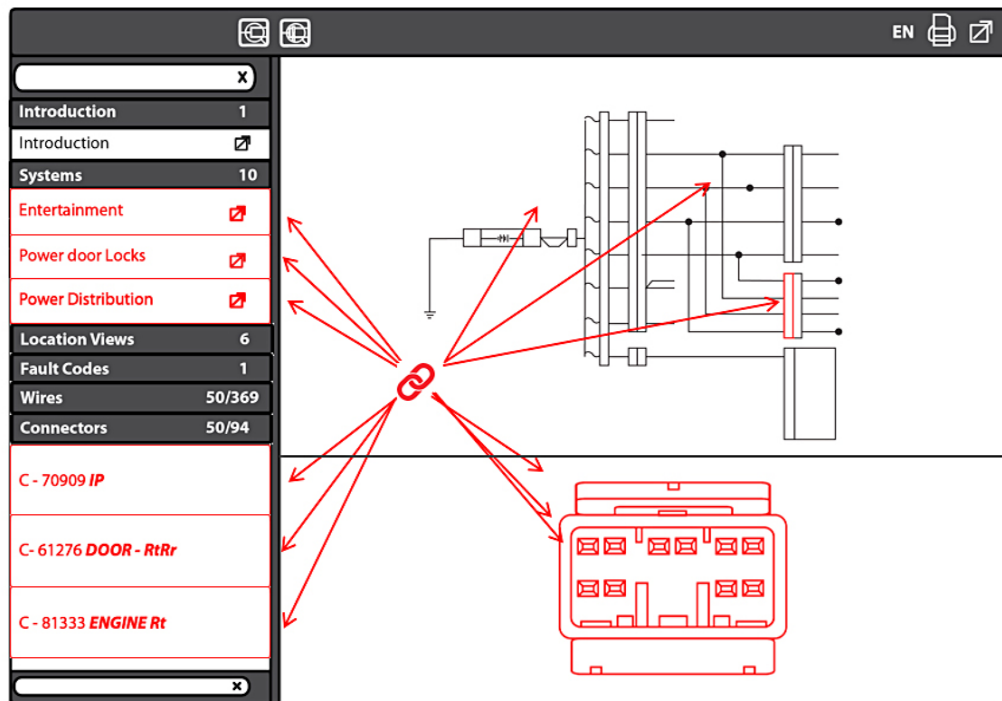 EN
x
Introduction 1
Introduction
Systems 10
Entertainment
Power door Locks
Power Distribution
Location Views 6
Fault Codes 1
Wires 50/369
Connectors 50/94
C - 70909 IP
C- 61276 DOOR - RtRr
C - 81333 ENGINE Rt
x